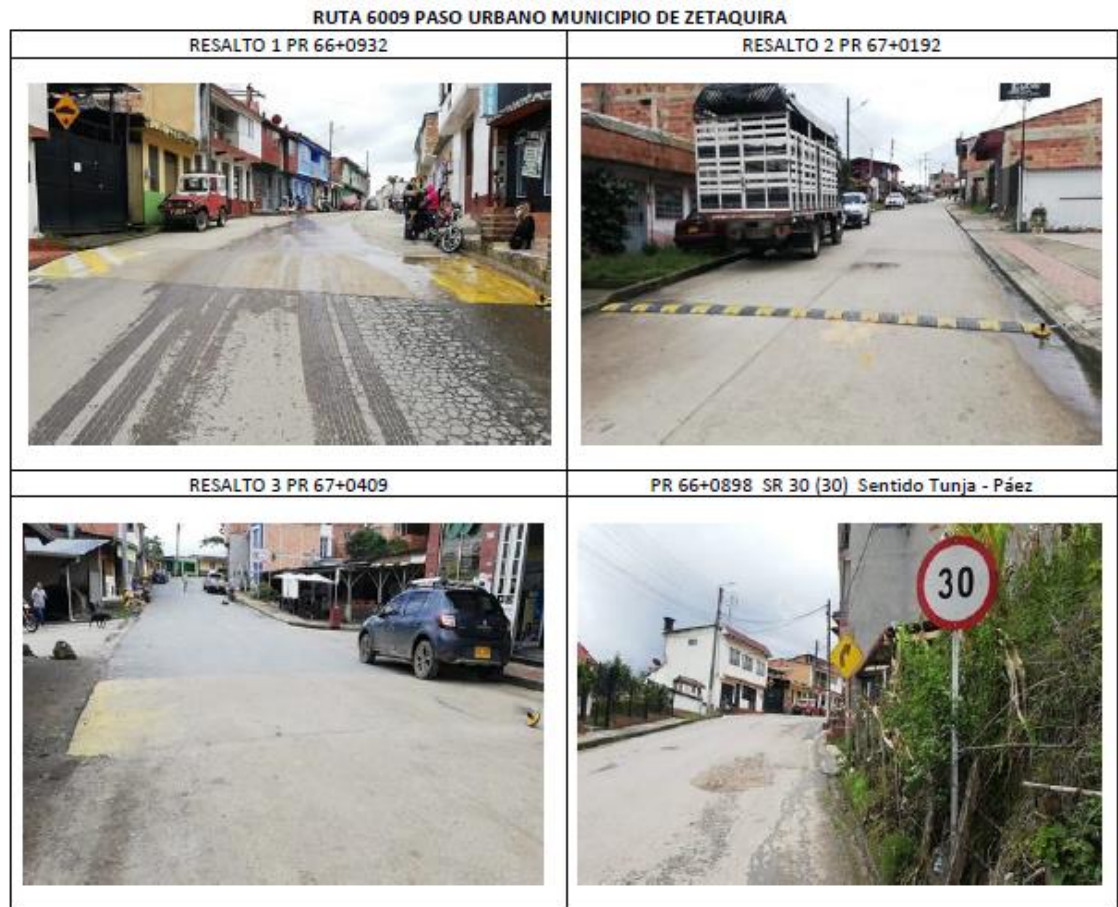 RUTA 6009 PASO URBANO MUNICIPIO DE ZETAQUIRA
RESALTO 1 PR 66+0932
RESALTO 2 PR 67+0192
RESALTO 3 PR 67+0409
PR 66+0898 SR 30 (30) Sentido Tunja - Páez
30